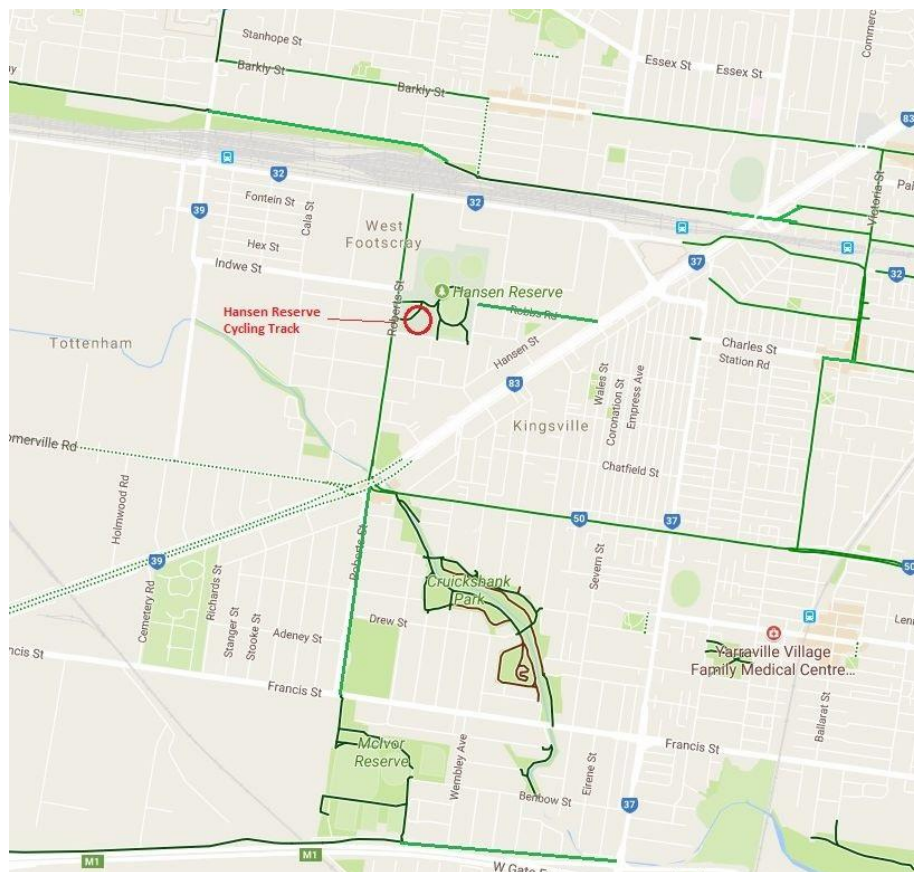 Stanhope St
Barkly St
Barkly St
Essex St
Essex St
Commerc
83
32
39
Fontein St
Cala St
West
Footscray
32
Victoria St
Hex St
Indwe St
37
32
Hansen Reserve
Roberts St
Robbs Rd
Hansen Reserve
Cycling Track
Tottenham
Hansen St
Charles St
Station Rd
83
Wales St
Coronation St
Empress Ave
Kingsville
omerville Rd
Chatfield St
Holmwood Rd
50
37
39
Roberts St
50
Cemetery Rd
Richards St
Stanger St
Stooke St
Severn St
Cruickshank
Park
Drew St
Adeney St
Len
Yarraville Village
Family Medical Centre...
ncis St
Francis St
Ballarat St
Francis St
McIvor
Reserve
Wembley Ave
Eirene St
Benbow St
37
M1
M1
W Gate F